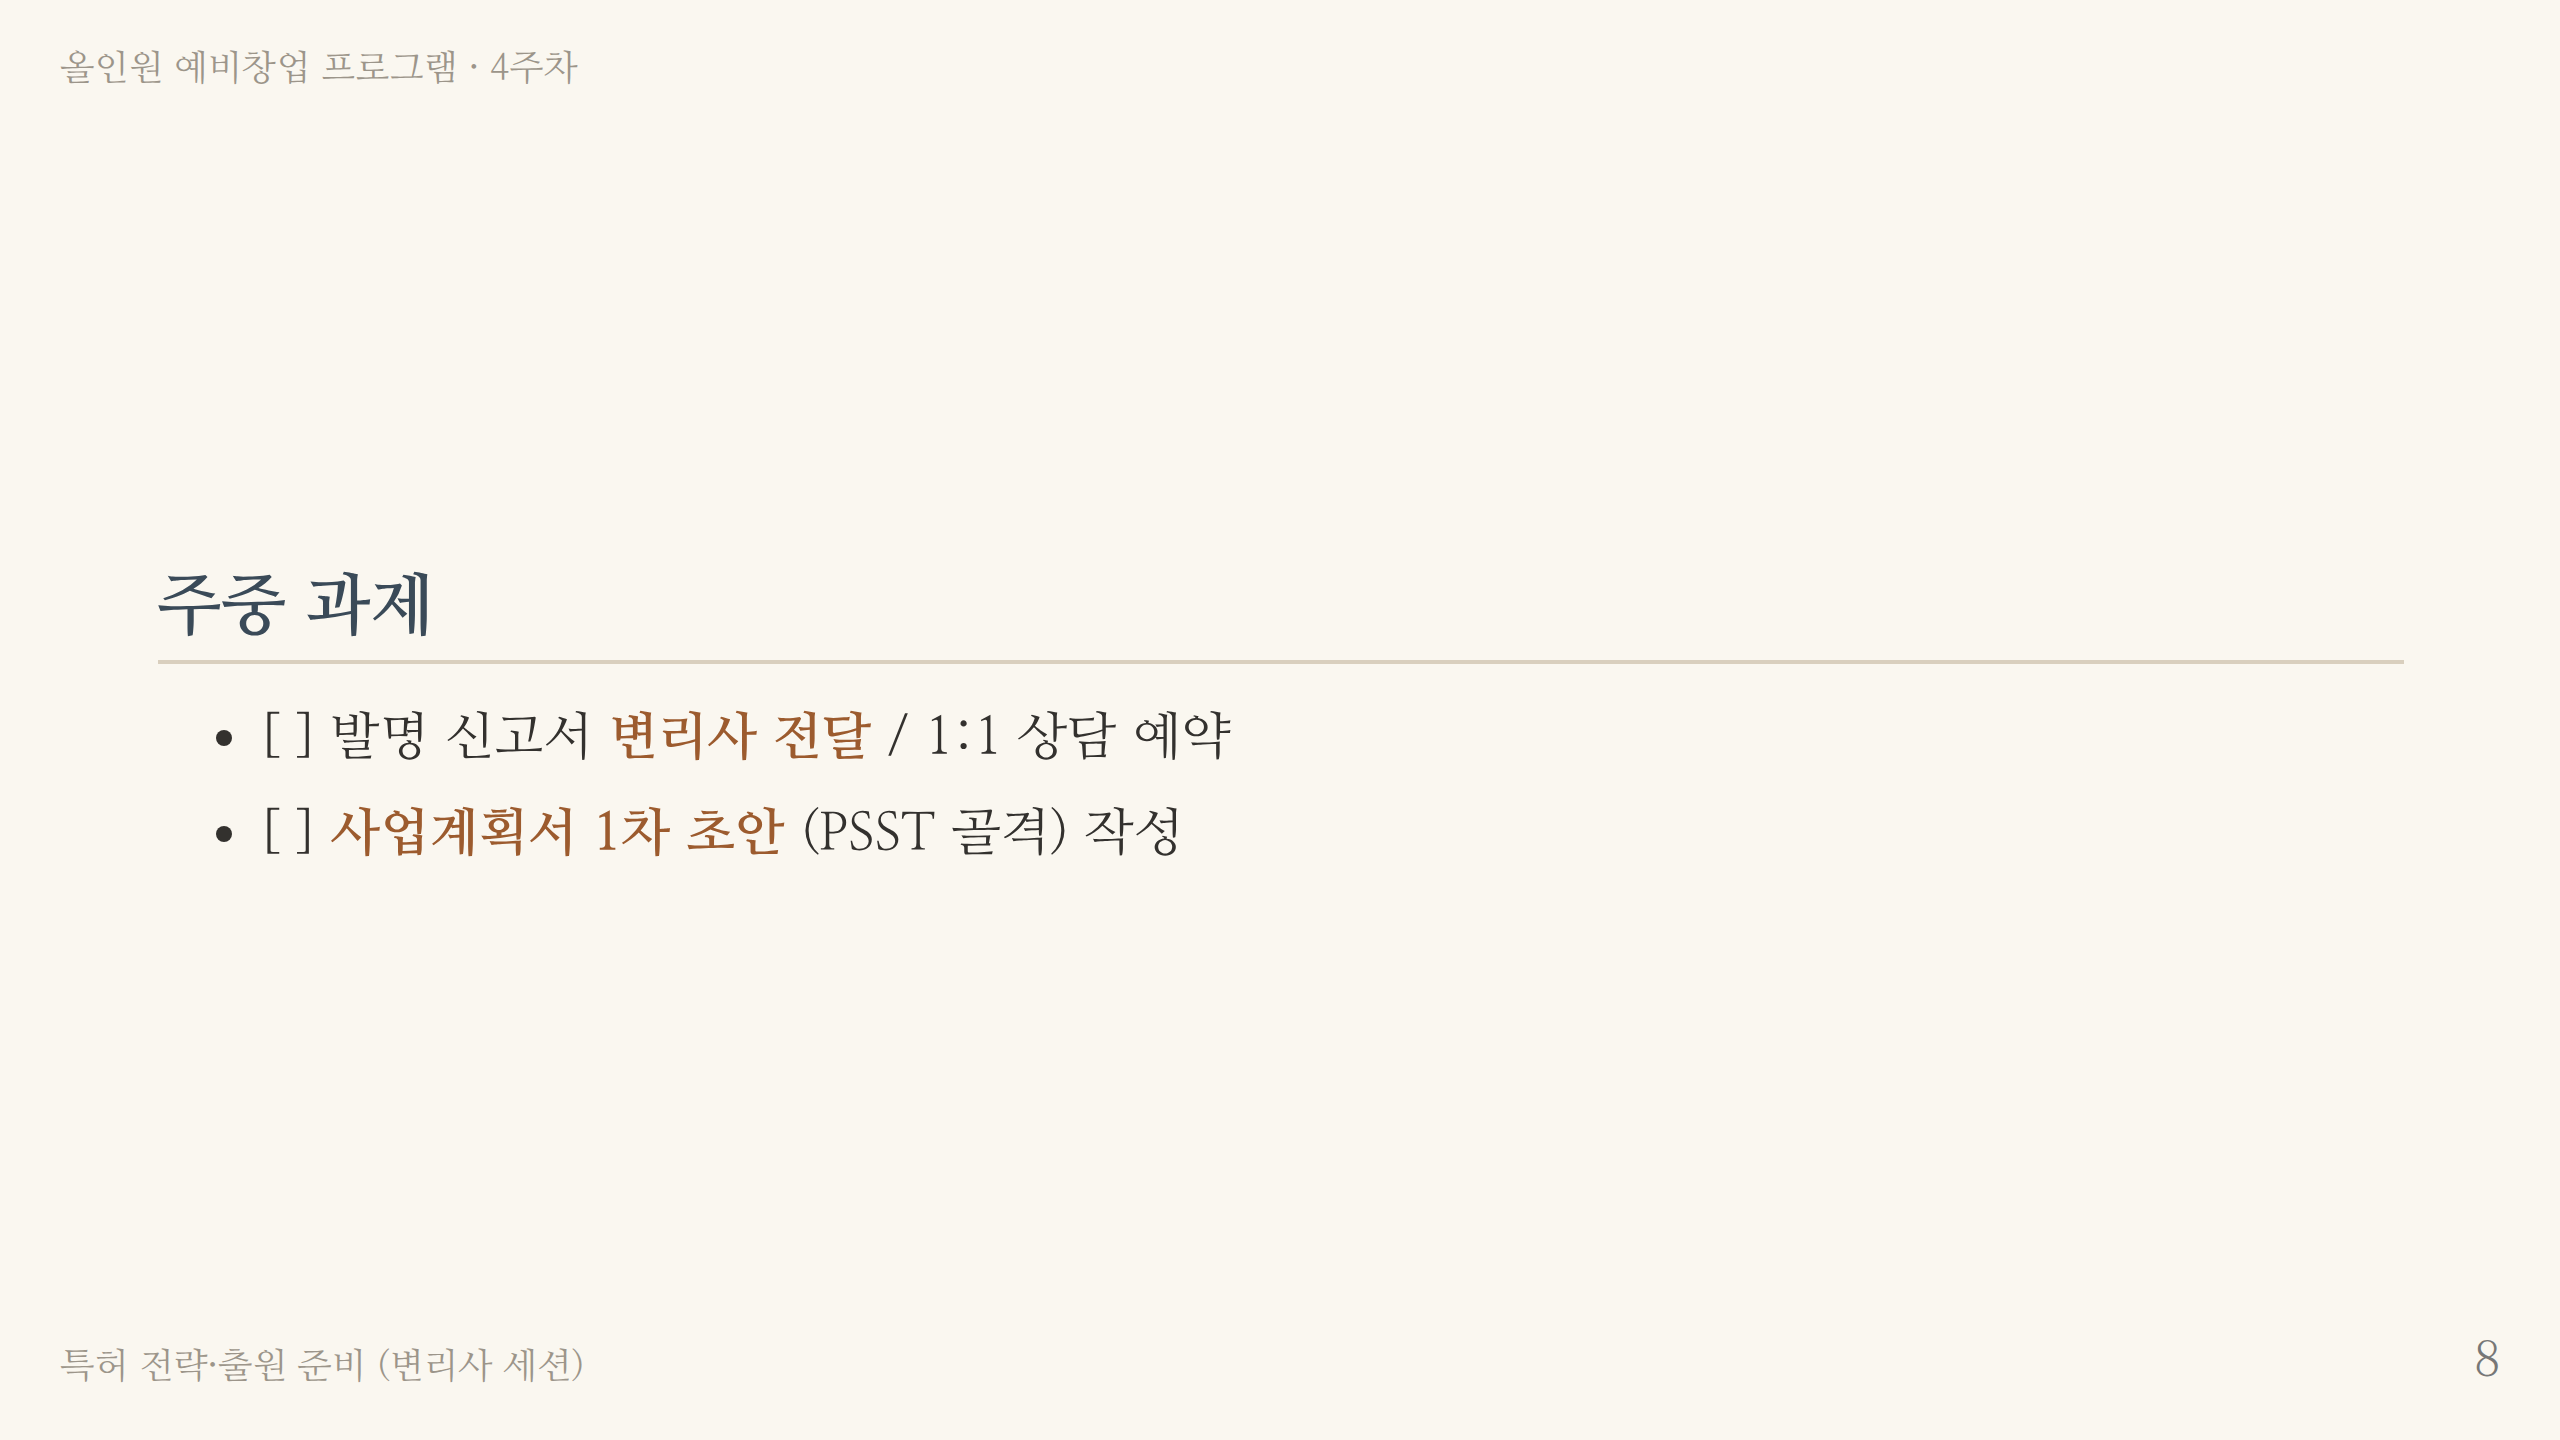 올인원 예비창업 프로그램 · 4주차
주중 과제
• [ ] 발명 신고서 변리사 전달 / 1:1 상담 예약
• [ ] 사업계획서 1차 초안 (PSST 골격) 작성
특허 전략·출원 준비 (변리사 세션)
8